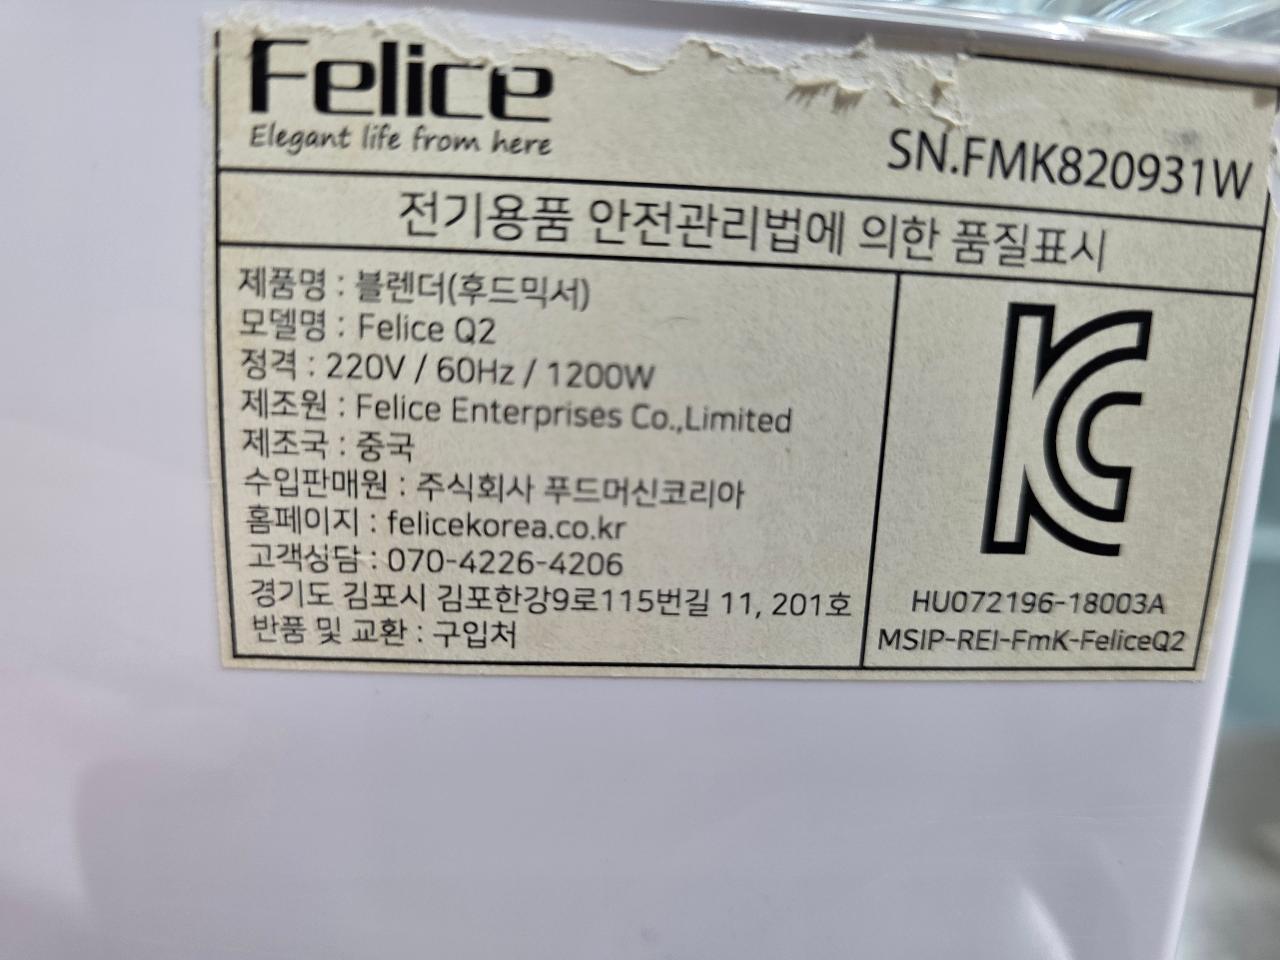 Felice
Elegant life from here
SN.FMK820931W
전기용품 안전관리법에 의한 품질표시
제품명 : 블렌더(후드믹서)
모델명 : Felice Q2
정격 : 220V / 60Hz / 1200W
제조원 : Felice Enterprises Co.,Limited
제조국 : 중국
수입판매원 : 주식회사 푸드머신코리아
홈페이지 : felicekorea.co.kr
고객상담 : 070-4226-4206
경기도 김포시 김포한강9로115번길 11, 201호
반품 및 교환 : 구입처
KC
HU072196-18003A
MSIP-REI-FmK-FeliceQ2